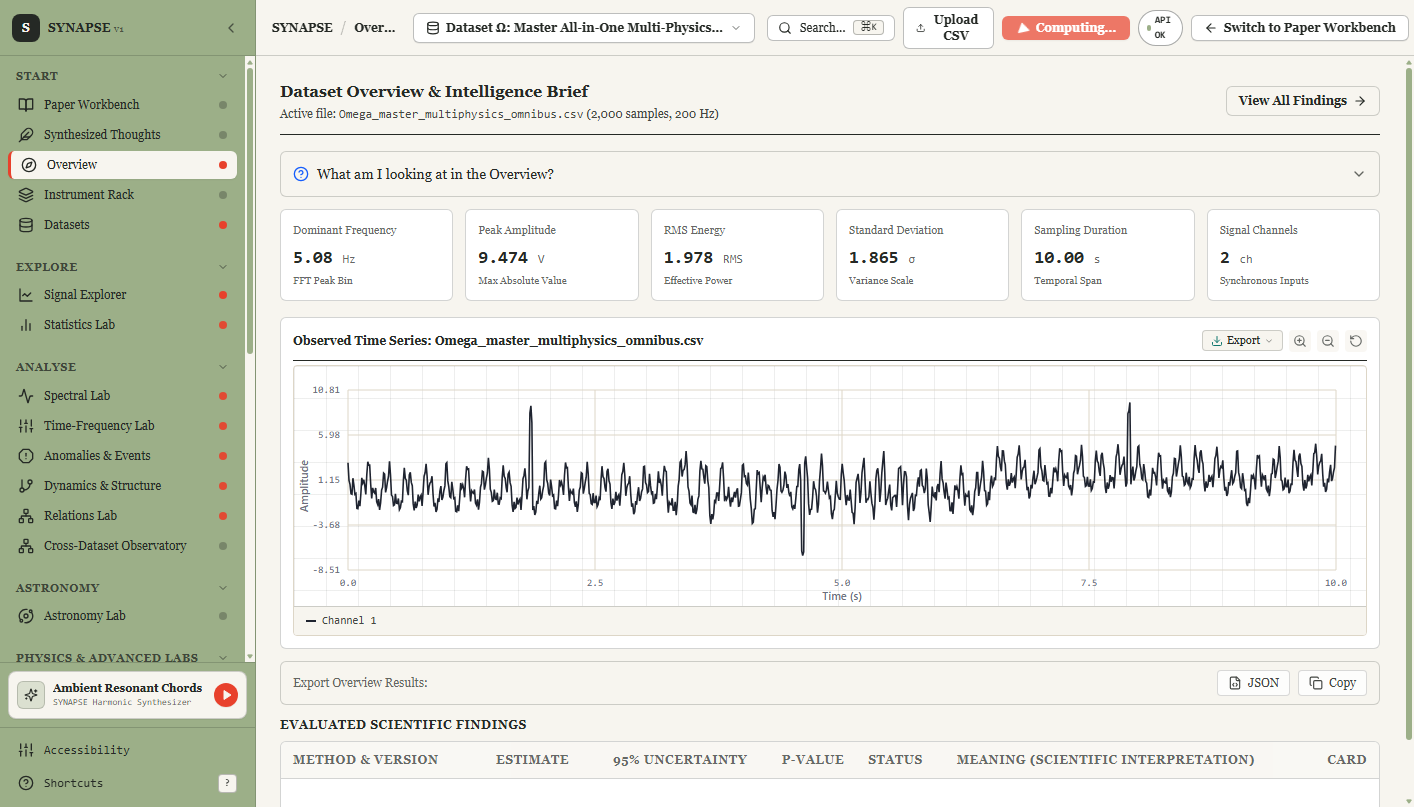 S SYNAPSE V1
START
Paper Workbench
Synthesized Thoughts
Overview
Instrument Rack
Datasets
EXPLORE
Signal Explorer
Statistics Lab
ANALYSE
Spectral Lab
Time-Frequency Lab
Anomalies & Events
Dynamics & Structure
Relations Lab
Cross-Dataset Observatory
ASTRONOMY
Astronomy Lab
PHYSICS & ADVANCED LABS
Ambient Resonant Chords
SYNAPSE Harmonic Synthesizer
Accessibility
Shortcuts ?
SYNAPSE / Over...
Dataset Ω: Master All-in-One Multi-Physics...
Search... ⌘K
Upload
CSV
Computing...
API
OK
← Switch to Paper Workbench
Dataset Overview & Intelligence Brief
Active file: Omega_master_multiphysics_omnibus.csv (2,000 samples, 200 Hz)
View All Findings →
What am I looking at in the Overview?
Dominant Frequency
5.08 Hz
FFT Peak Bin
Peak Amplitude
9.474 V
Max Absolute Value
RMS Energy
1.978 RMS
Effective Power
Standard Deviation
1.865 σ
Variance Scale
Sampling Duration
10.00 s
Temporal Span
Signal Channels
2 ch
Synchronous Inputs
Observed Time Series: Omega_master_multiphysics_omnibus.csv
Export
10.81
5.98
1.15
-3.68
-8.51
Amplitude
0.0 2.5 5.0 7.5 10.0
Time (s)
Channel 1
Export Overview Results:
JSON
Copy
EVALUATED SCIENTIFIC FINDINGS
METHOD & VERSION ESTIMATE 95% UNCERTAINTY P-VALUE STATUS MEANING (SCIENTIFIC INTERPRETATION) CARD